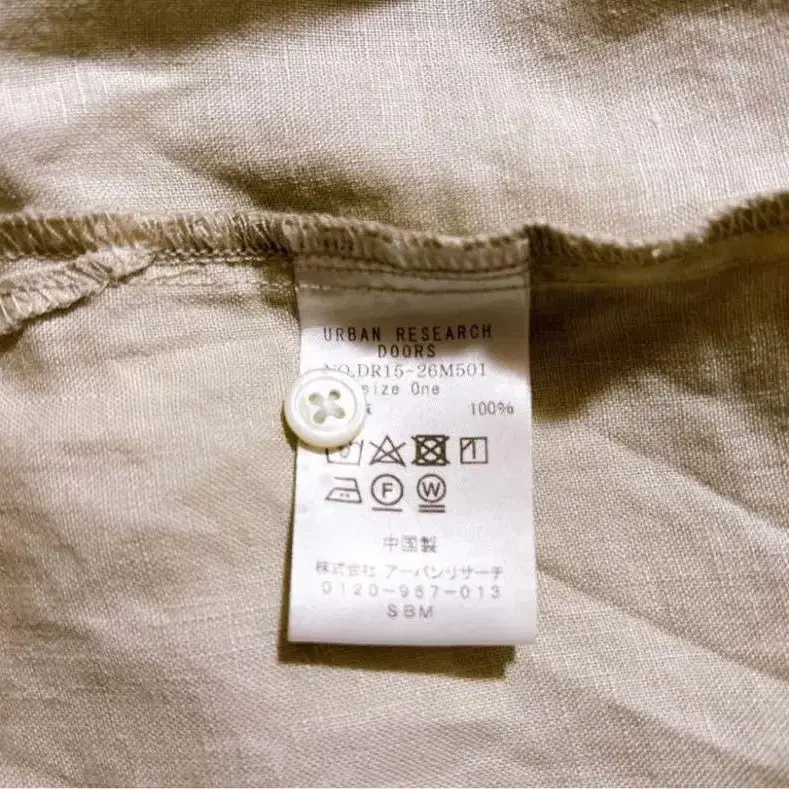 URBAN RESEARCH
DOORS
NO.DR15-26M501
size One
100%
F W
中国製
株式会社 アーバンリサーチ
0120-987-013
SBM